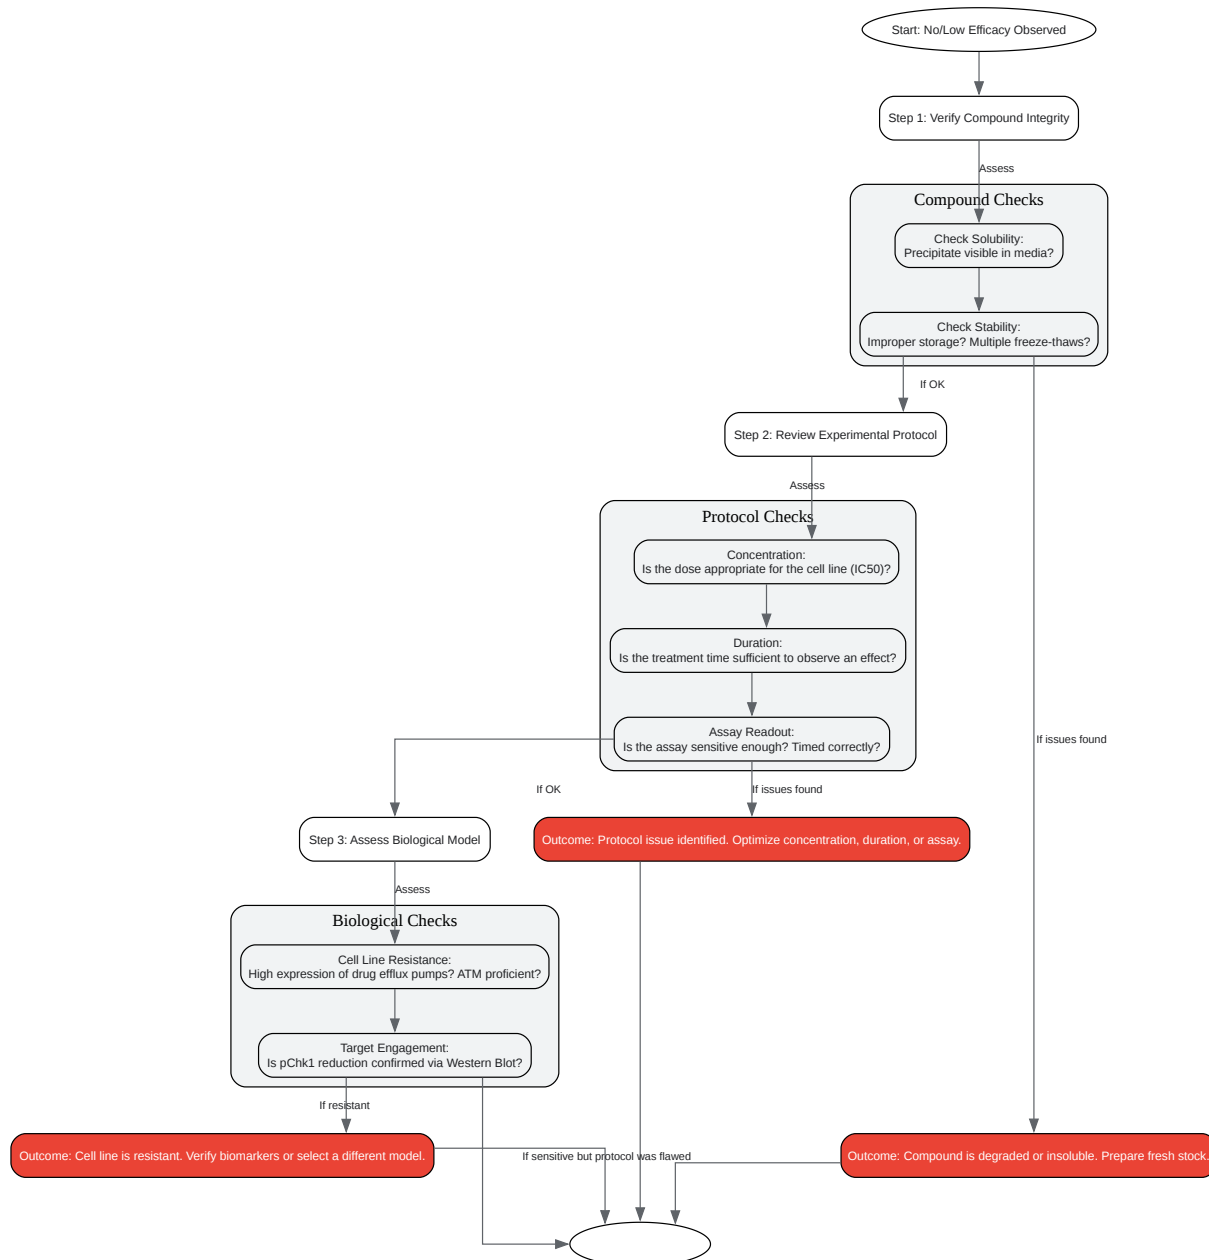 Start: No/Low Efficacy Observed
Step 1: Verify Compound Integrity
Assess
Compound Checks
Check Solubility:
Precipitate visible in media?
Check Stability:
Improper storage? Multiple freeze-thaws?
If OK
Step 2: Review Experimental Protocol
Assess
Protocol Checks
Concentration:
Is the dose appropriate for the cell line (IC50)?
Duration:
Is the treatment time sufficient to observe an effect?
Assay Readout:
Is the assay sensitive enough? Timed correctly?
If issues found
If OK
If issues found
Step 3: Assess Biological Model
Outcome: Protocol issue identified. Optimize concentration, duration, or assay.
Assess
Biological Checks
Cell Line Resistance:
High expression of drug efflux pumps? ATM proficient?
Target Engagement:
Is pChk1 reduction confirmed via Western Blot?
If resistant
Outcome: Cell line is resistant. Verify biomarkers or select a different model.
If sensitive but protocol was flawed
Outcome: Compound is degraded or insoluble. Prepare fresh stock.